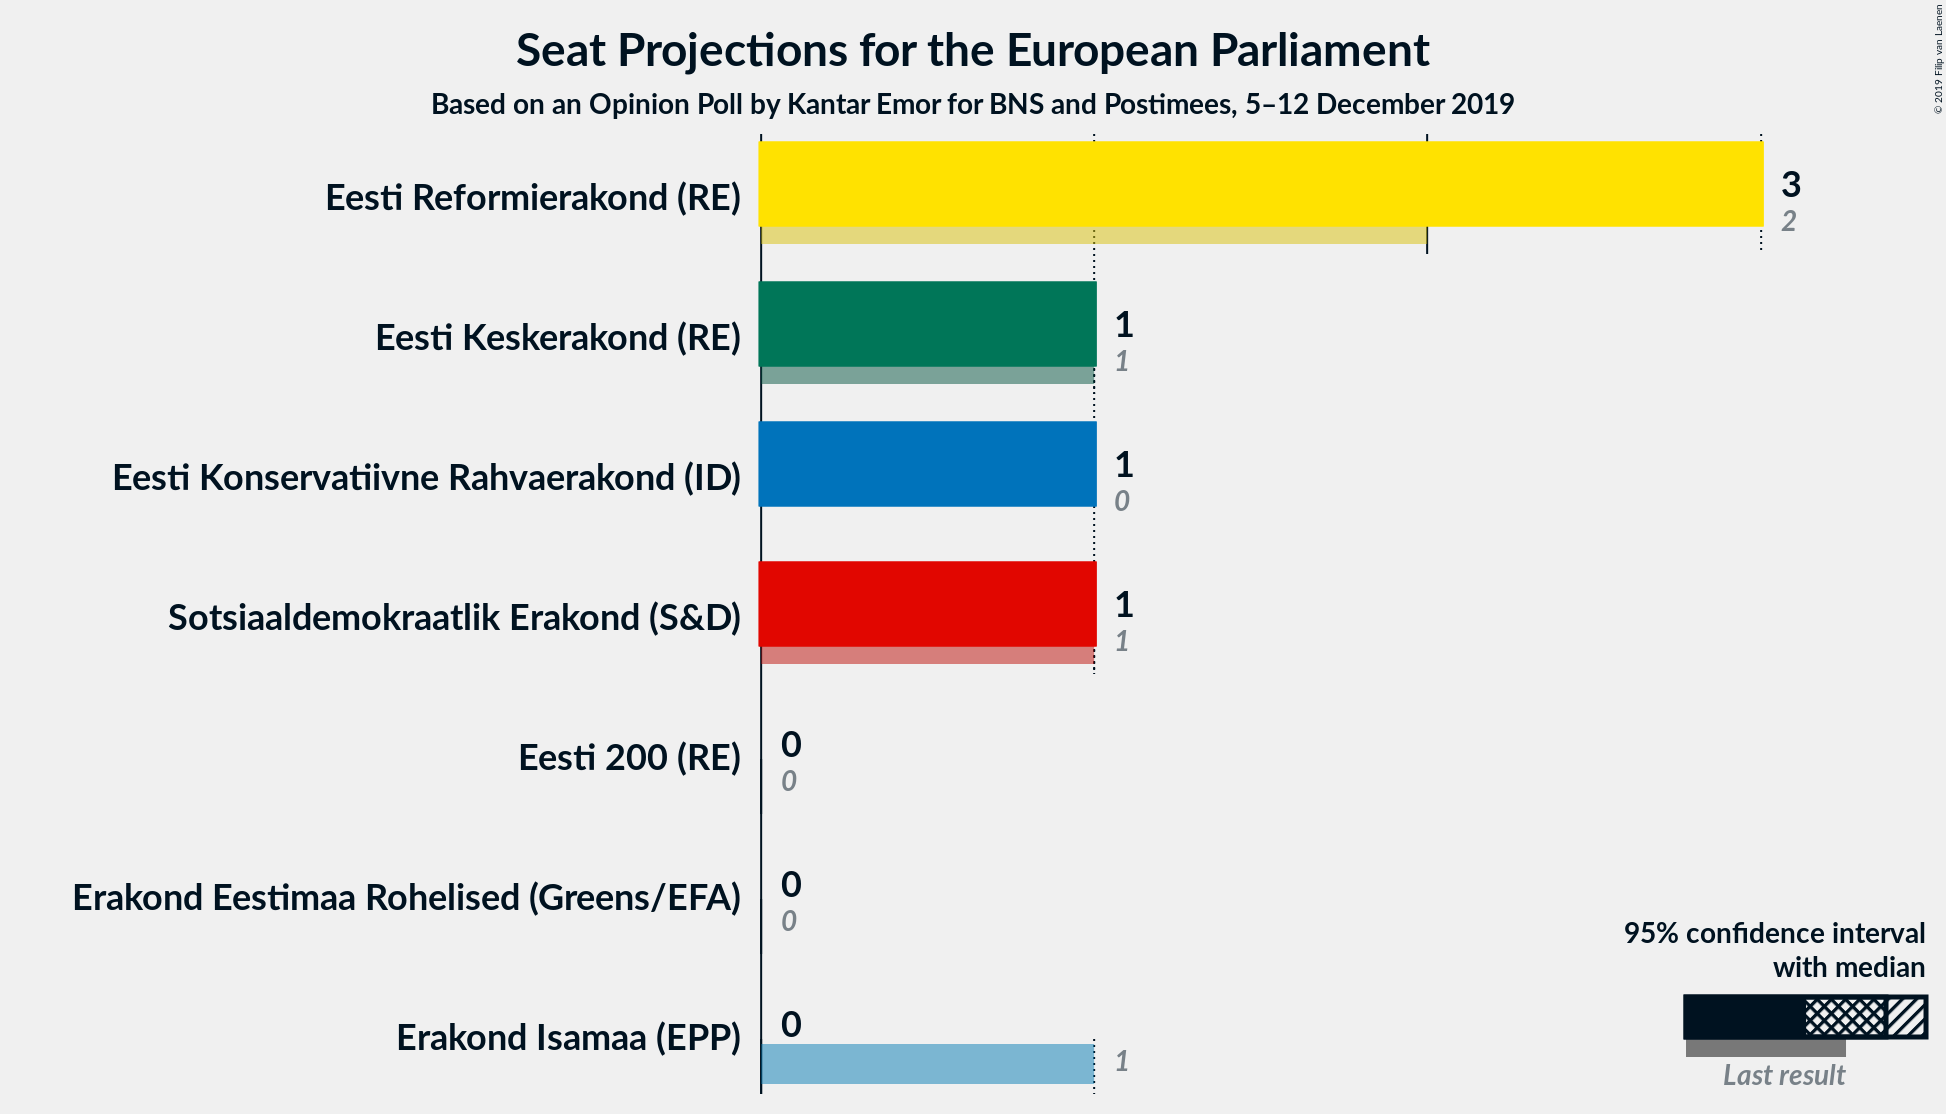 Seat Projections for the European Parliament
Based on an Opinion Poll by Kantar Emor for BNS and Postimees, 5–12 December 2019
© 2019 Filip van Laenen
Eesti Reformierakond (RE)
3
2
Eesti Keskerakond (RE)
1
1
Eesti Konservatiivne Rahvaerakond (ID)
1
0
Sotsiaaldemokraatlik Erakond (S&D)
1
1
Eesti 200 (RE)
0
0
Erakond Eestimaa Rohelised (Greens/EFA)
0
0
Erakond Isamaa (EPP)
0
1
95% confidence interval
with median
Last result